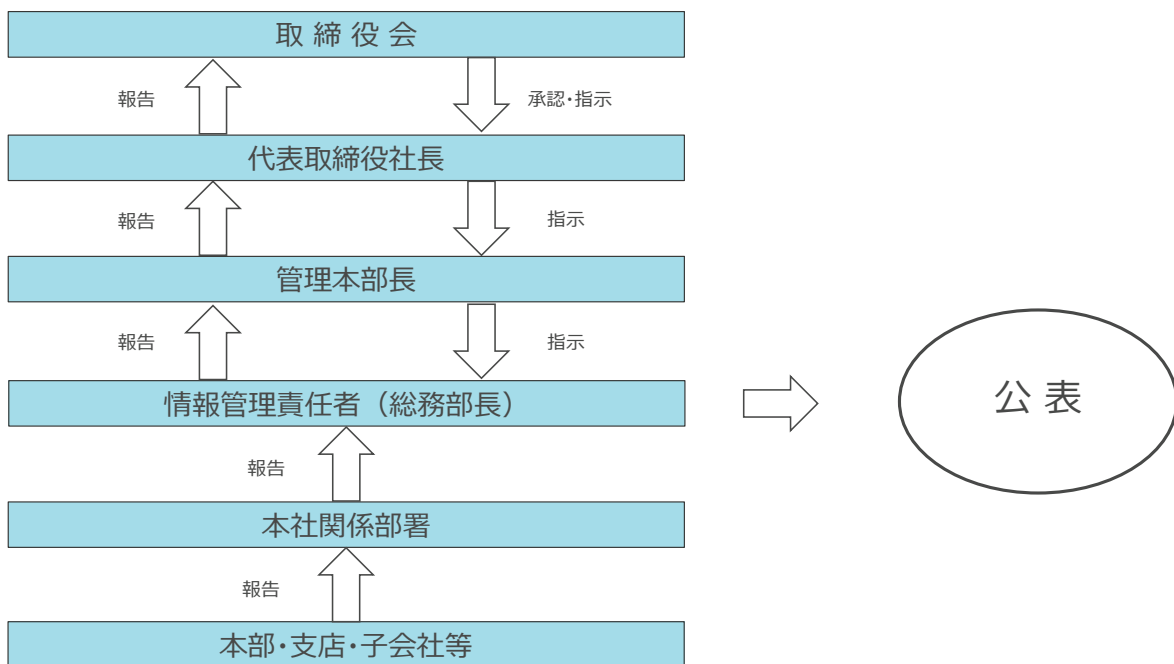 取 締 役 会
報告
承認・指示
代表取締役社長
報告
指示
管理本部長
報告
指示
情報管理責任者（総務部長）
公 表
報告
本社関係部署
報告
本部・支店・子会社等